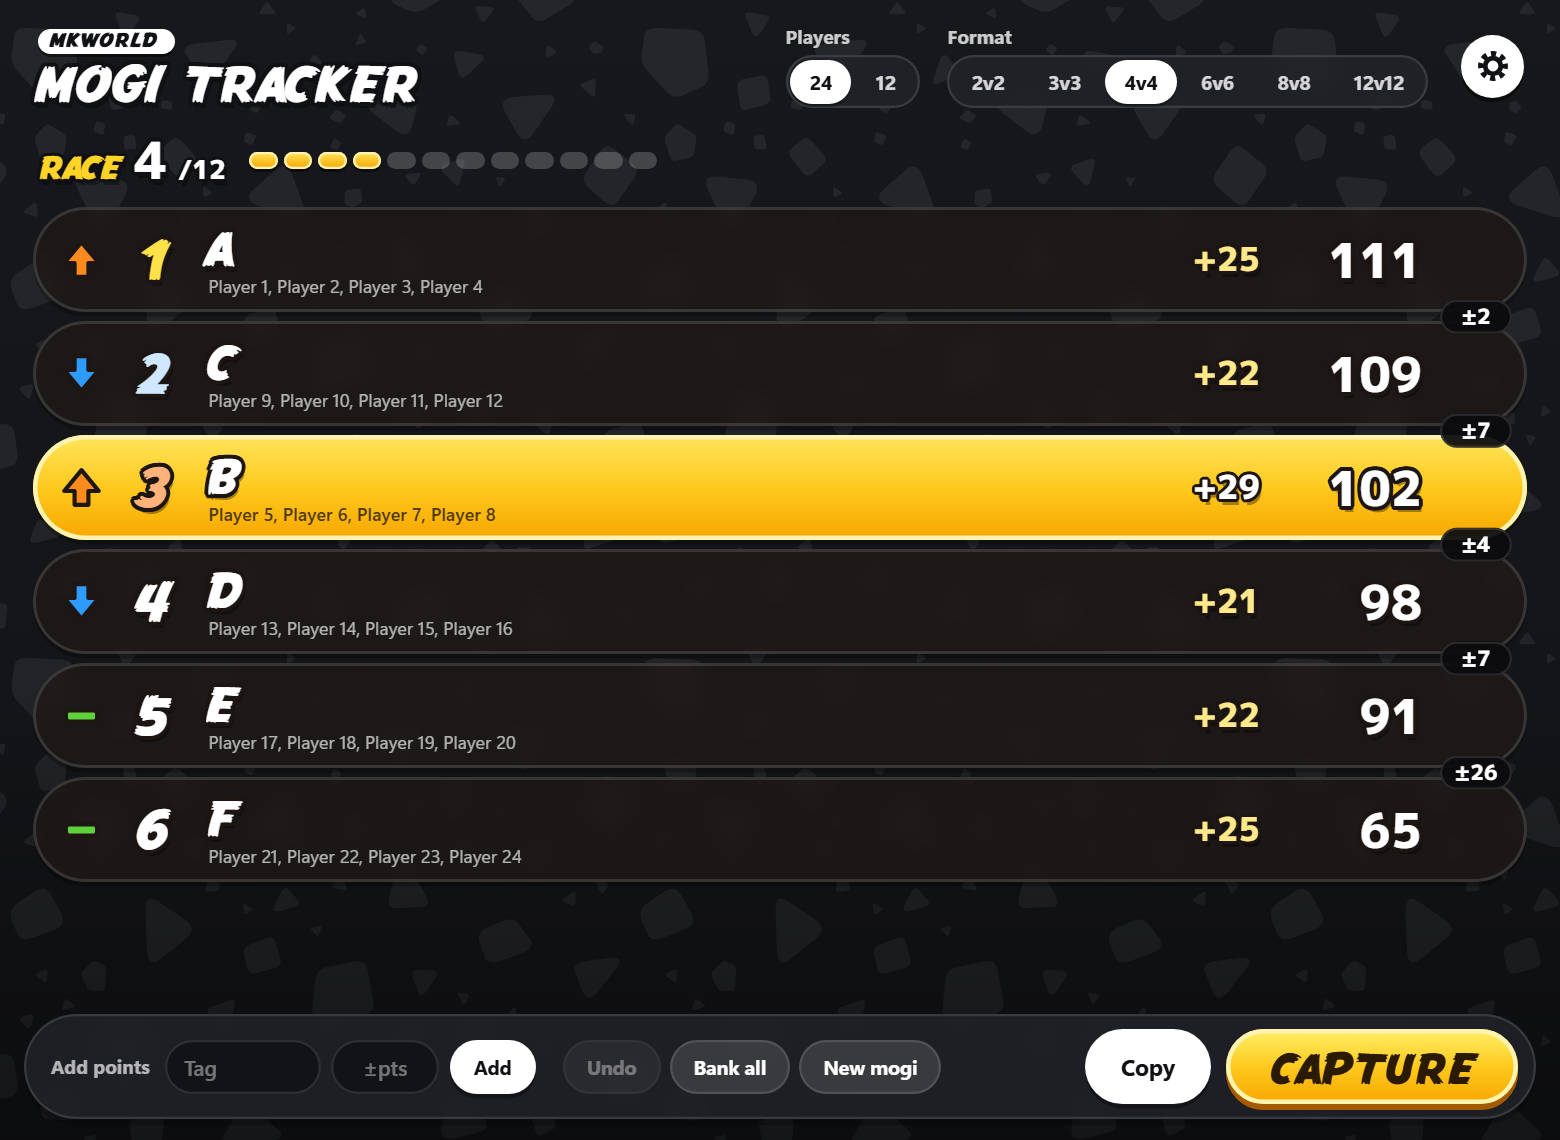 MKWORLD
MOGI TRACKER
Players
24 12
Format
2v2 3v3 4v4 6v6 8v8 12v12
RACE 4 /12
1 A +25 111
Player 1, Player 2, Player 3, Player 4
±2
2 C +22 109
Player 9, Player 10, Player 11, Player 12
±7
3 B +29 102
Player 5, Player 6, Player 7, Player 8
±4
4 D +21 98
Player 13, Player 14, Player 15, Player 16
±7
5 E +22 91
Player 17, Player 18, Player 19, Player 20
±26
6 F +25 65
Player 21, Player 22, Player 23, Player 24
Add points Tag ±pts Add Undo Bank all New mogi Copy CAPTURE